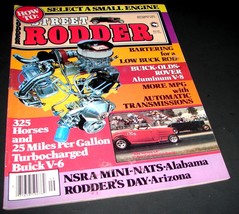 HOW TO:
SELECT A SMALL ENGINE
STREET
RODDER
BARTERING
for a
LOW BUCK ROD
BUICK-OLDS-
ROVER
Aluminum V-8
MORE MPG
with
AUTOMATIC
TRANSMISSIONS
325
Horses
and
25 Miles Per Gallon
Turbocharged
Buick V-6
NSRA MINI-NATS-Alabama
RODDER'S DAY-Arizona